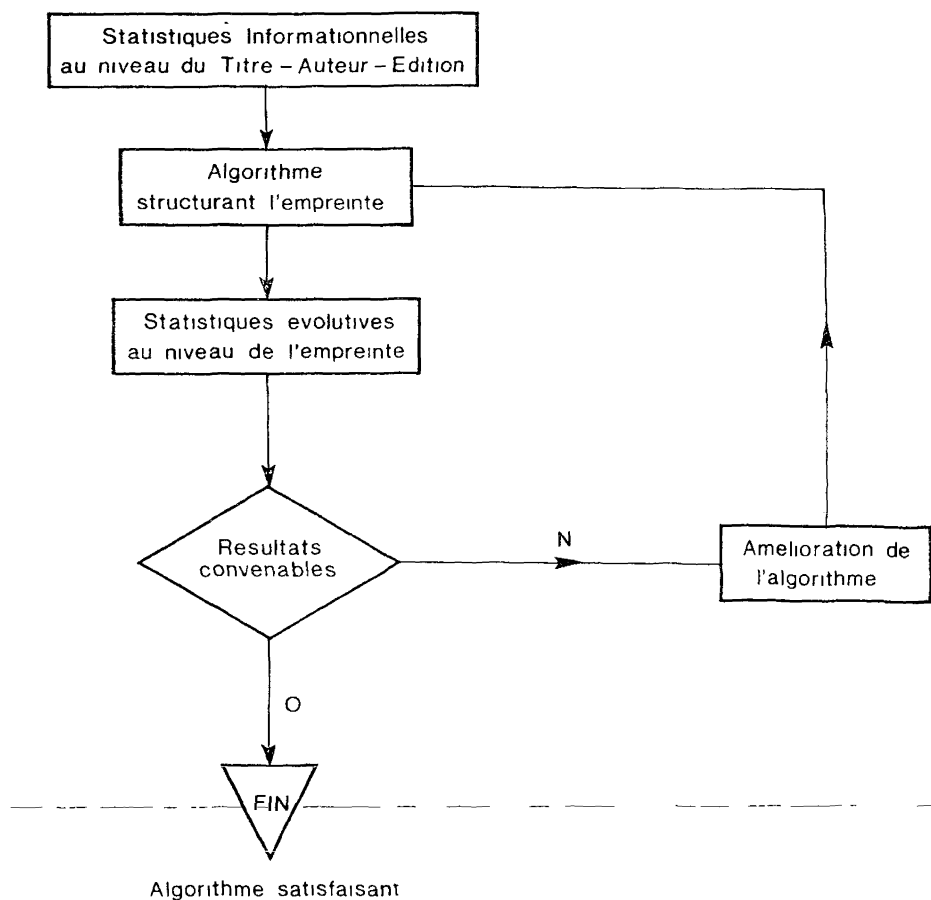 Statistiques Informationnelles
au niveau du Titre – Auteur – Edition
Algorithme
structurant l'empreinte
Statistiques evolutives
au niveau de l'empreinte
Resultats
convenables
N
Amelioration de
l'algorithme
O
FIN
Algorithme satisfaisant